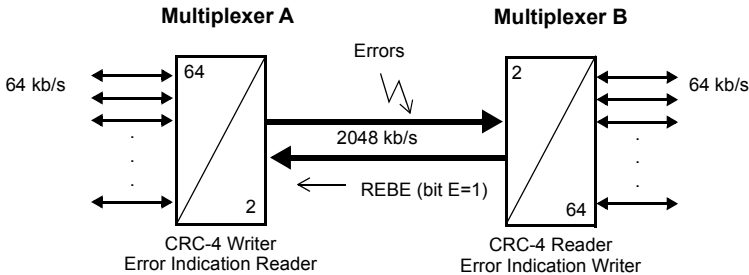 Multiplexer A
Multiplexer B
Errors
64 kb/s
64
2
64 kb/s
2048 kb/s
REBE (bit E=1)
2
64
CRC-4 Writer
Error Indication Reader
CRC-4 Reader
Error Indication Writer